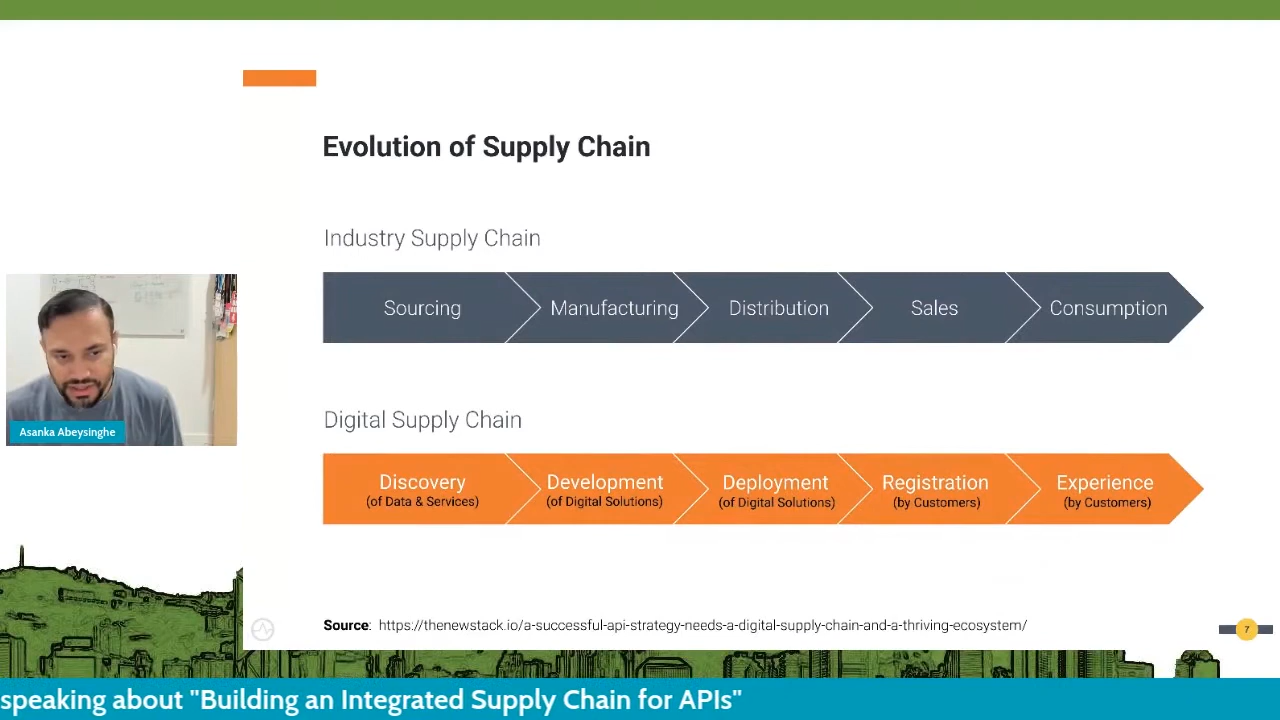 Evolution of Supply Chain
Industry Supply Chain
Sourcing
Manufacturing
Distribution
Sales
Consumption
Asanka Abeysinghe
Digital Supply Chain
Discovery
(of Data & Services)
Development
(of Digital Solutions)
Deployment
(of Digital Solutions)
Registration
(by Customers)
Experience
(by Customers)
Source: https://thenewstack.io/a-successful-api-strategy-needs-a-digital-supply-chain-and-a-thriving-ecosystem/
7
speaking about "Building an Integrated Supply Chain for APIs"